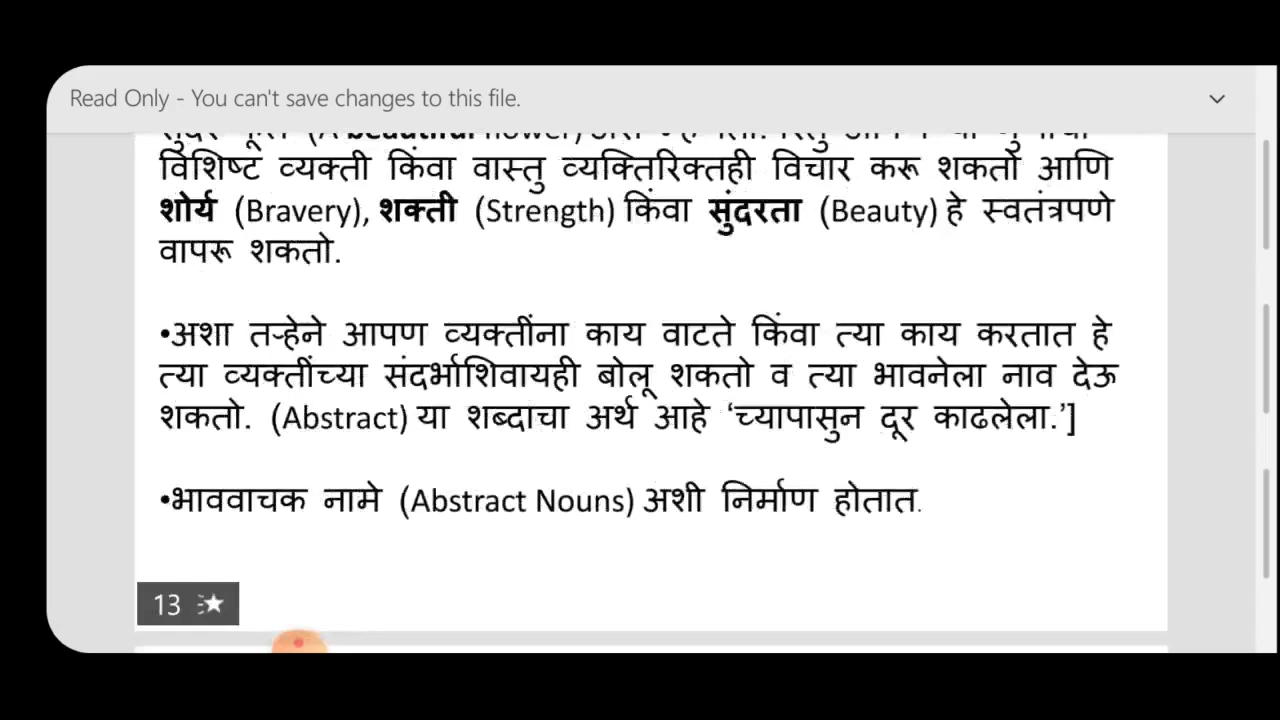 Read Only - You can't save changes to this file.
(A beautiful flower)
विशिष्ट व्यक्ती किंवा वास्तु व्यक्तिरिक्तही विचार करू शकतो आणि
शोर्य (Bravery), शक्ती (Strength) किंवा सुंदरता (Beauty) हे स्वतंत्रपणे
वापरू शकतो.
•अशा तऱ्हेने आपण व्यक्तींना काय वाटते किंवा त्या काय करतात हे
त्या व्यक्तींच्या संदर्भाशिवायही बोलू शकतो व त्या भावनेला नाव देऊ
शकतो. (Abstract) या शब्दाचा अर्थ आहे ‘च्यापासुन दूर काढलेला.’]
•भाववाचक नामे (Abstract Nouns) अशी निर्माण होतात.
13